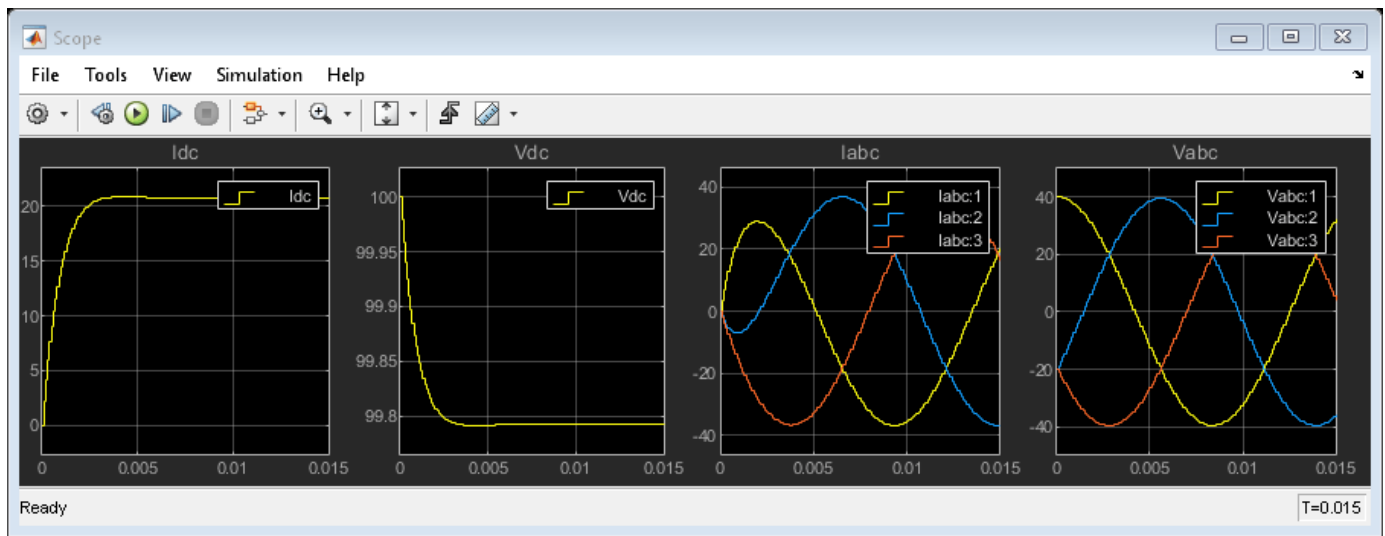 Scope
File Tools View Simulation Help
Idc
Idc
20
15
10
5
0
0 0.005 0.01 0.015
Vdc
Vdc
100
99.95
99.9
99.85
99.8
0 0.005 0.01 0.015
Iabc
Iabc:1
Iabc:2
Iabc:3
40
20
0
-20
-40
0 0.005 0.01 0.015
Vabc
Vabc:1
Vabc:2
Vabc:3
40
20
0
-20
-40
0 0.005 0.01 0.015
Ready
T=0.015